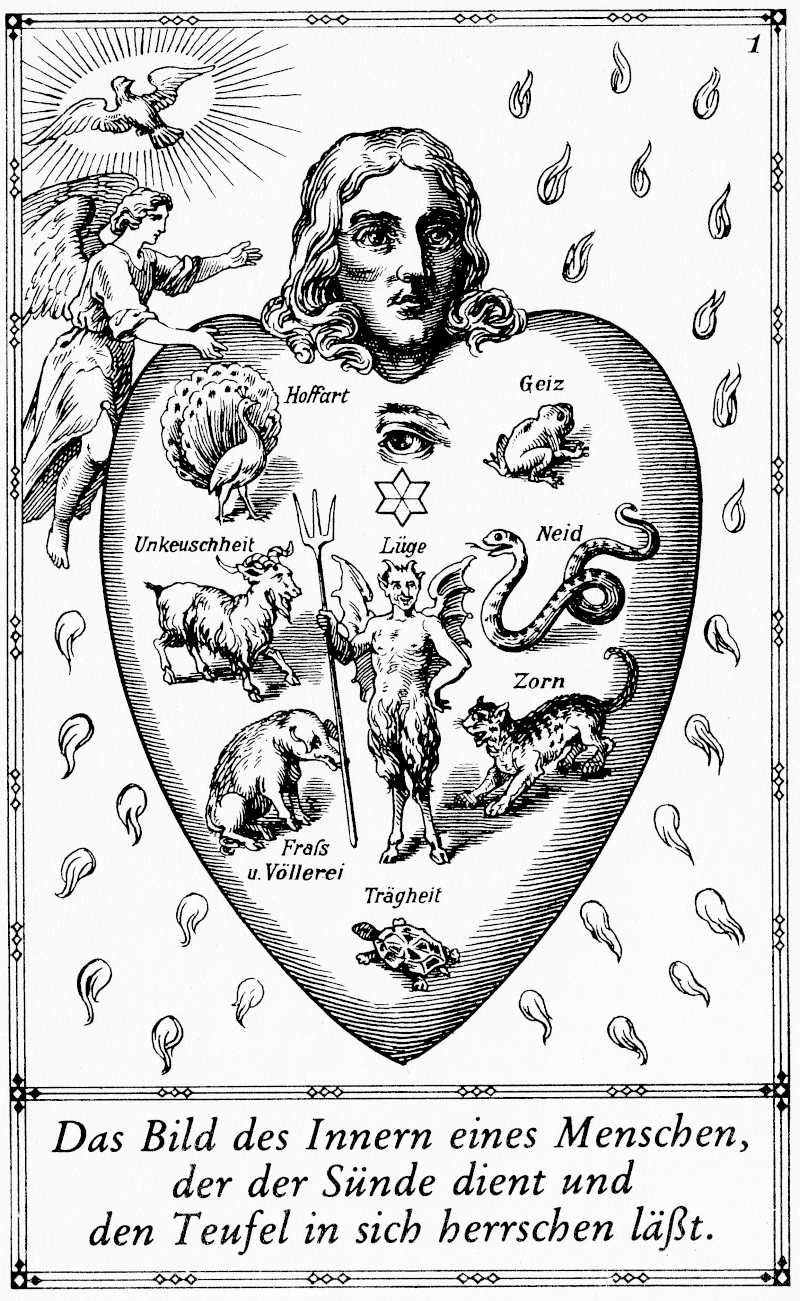 1
Hoffart
Geiz
Unkeuschheit
Lüge
Neid
Zorn
Fraſs
u. Völlerei
Trägheit
Das Bild des Innern eines Menschen,
der der Sünde dient und
den Teufel in sich herrschen läßt.